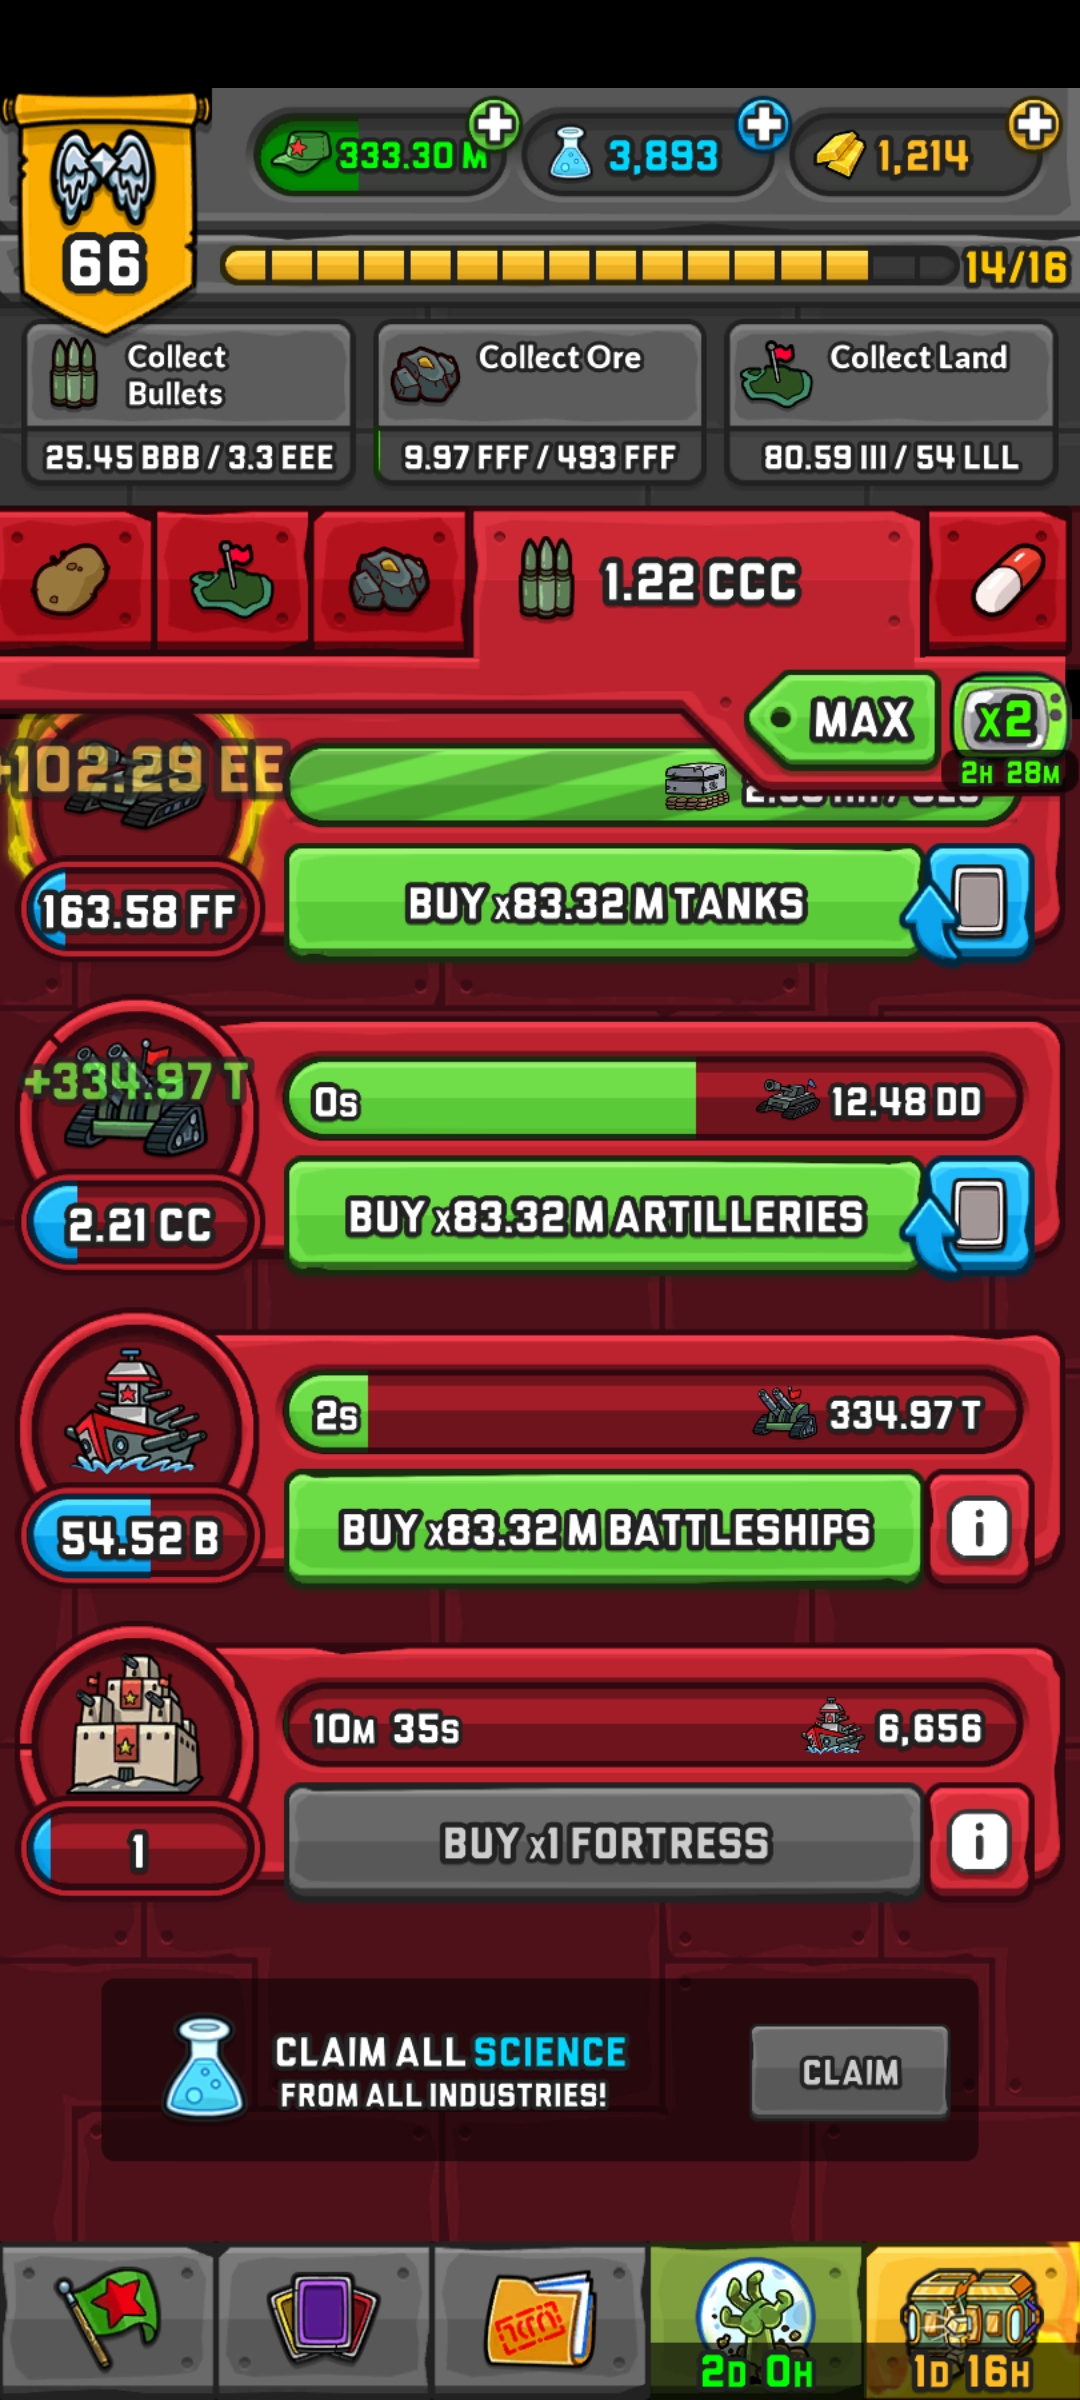 333.30 M
3,893
1,214
66
14/16
Collect
Bullets
Collect Ore
Collect Land
25.45 BBB / 3.3 EEE
9.97 FFF / 493 FFF
80.59 III / 54 LLL
1.22 CCC
MAX
x2
2H 28M
+102.29 EE
163.58 FF
BUY x83.32 M TANKS
+334.97 T
0s
12.48 DD
2.21 CC
BUY x83.32 M ARTILLERIES
2s
334.97 T
54.52 B
BUY x83.32 M BATTLESHIPS
i
10M 35s
6,656
1
BUY x1 FORTRESS
i
CLAIM ALL SCIENCE
FROM ALL INDUSTRIES!
CLAIM
2D 0H
1D 16H